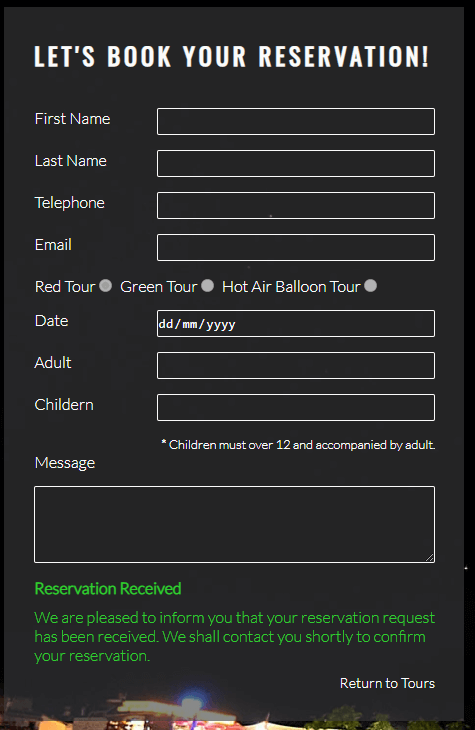 LET'S BOOK YOUR RESERVATION!
First Name
Last Name
Telephone
Email
Red Tour Green Tour Hot Air Balloon Tour
Date dd/mm/yyyy
Adult
Childern
* Children must over 12 and accompanied by adult.
Message
Reservation Received
We are pleased to inform you that your reservation request
has been received. We shall contact you shortly to confirm
your reservation.
Return to Tours